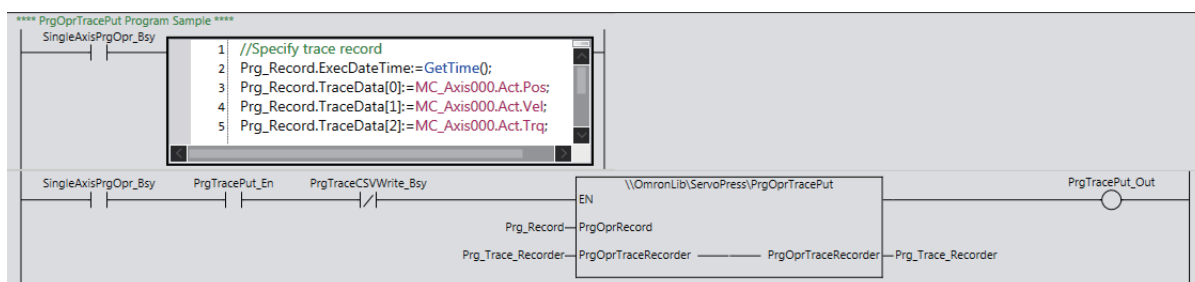 **** PrgOprTracePut Program Sample ****
SingleAxisPrgOpr_Bsy
1 //Specify trace record
2 Prg_Record.ExecDateTime:=GetTime();
3 Prg_Record.TraceData[0]:=MC_Axis000.Act.Pos;
4 Prg_Record.TraceData[1]:=MC_Axis000.Act.Vel;
5 Prg_Record.TraceData[2]:=MC_Axis000.Act.Trq;
SingleAxisPrgOpr_Bsy PrgTracePut_En PrgTraceCSVWrite_Bsy \\OmronLib\ServoPress\PrgOprTracePut PrgTracePut_Out
EN
Prg_Record PrgOprRecord
Prg_Trace_Recorder PrgOprTraceRecorder PrgOprTraceRecorder Prg_Trace_Recorder